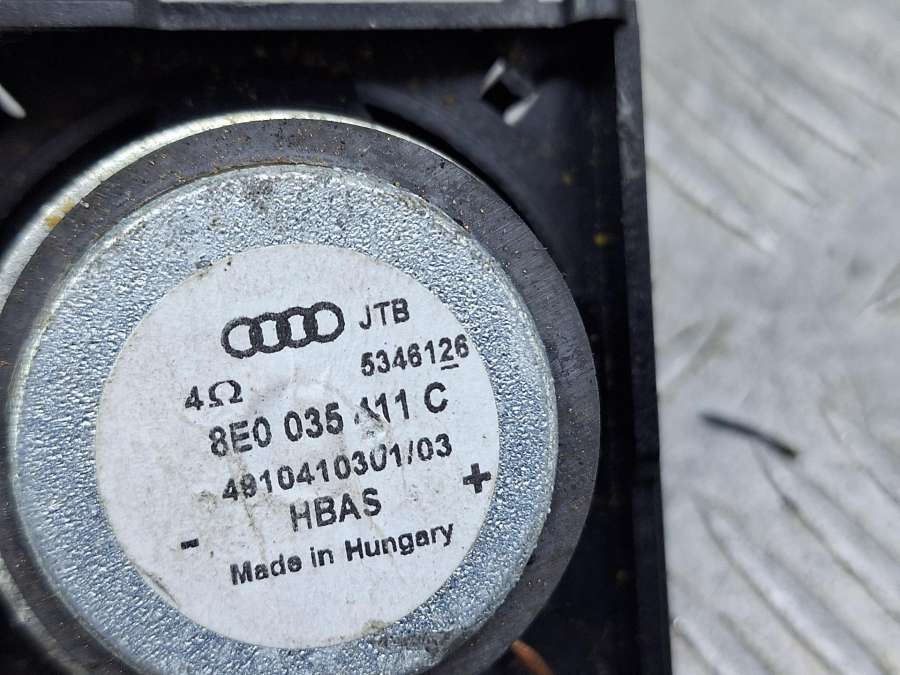 JTB
5346126
4Ω
8E0 035 411 C
4910410301/03
+
HBAS
-
Made in Hungary